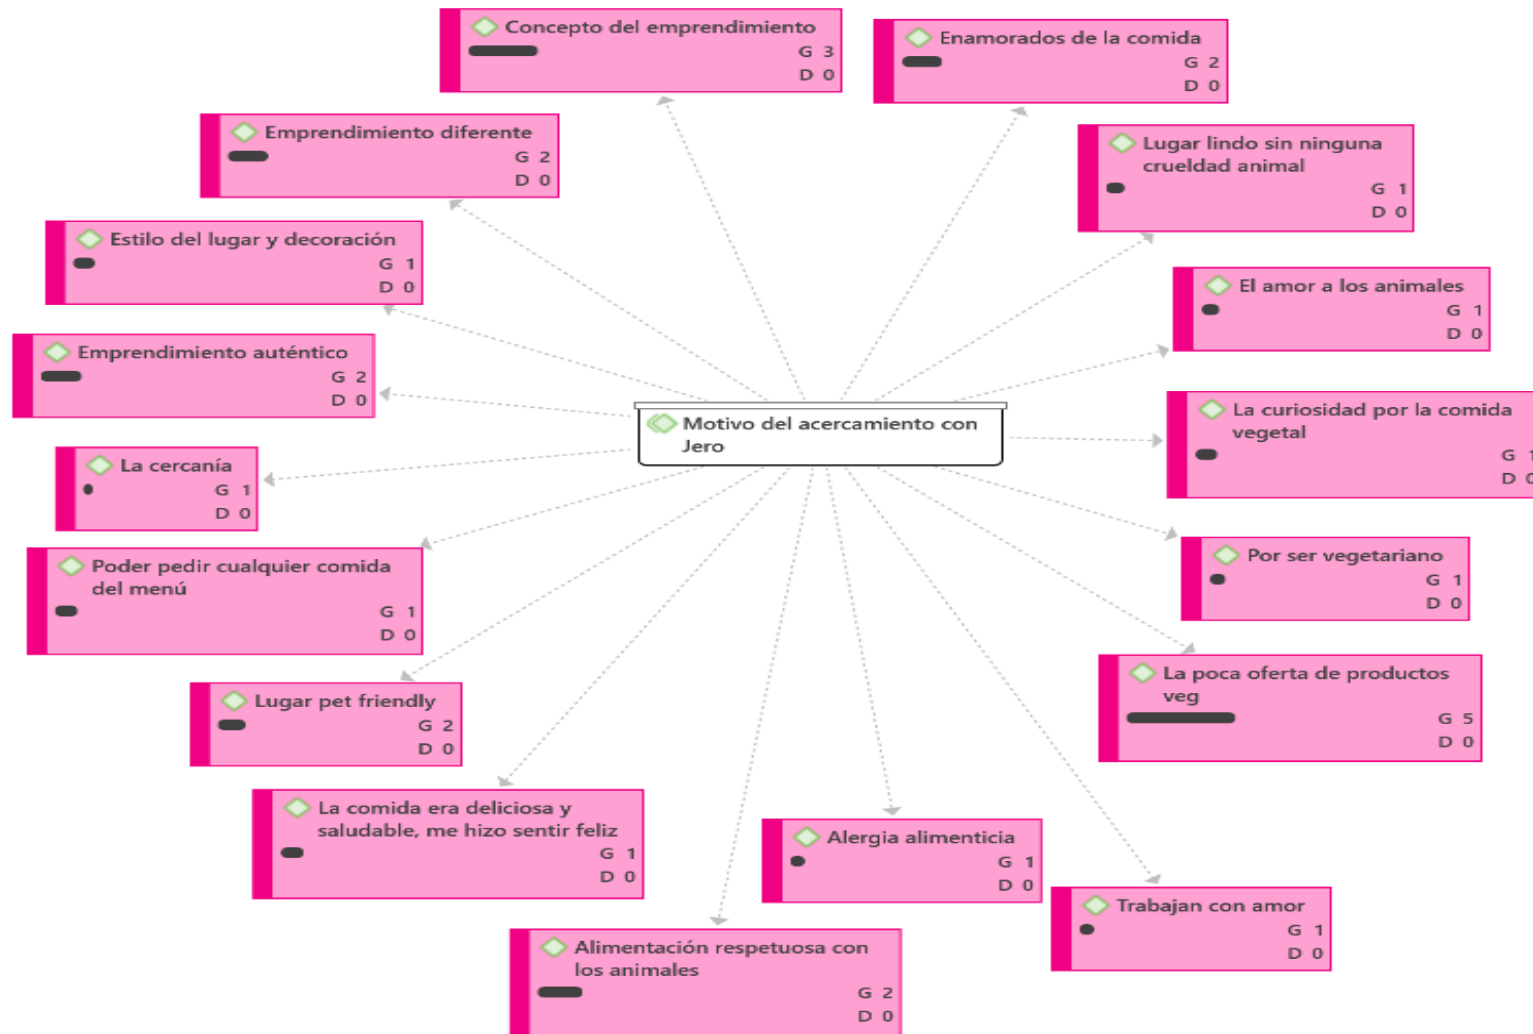 Concepto del emprendimiento
G 3
D 0
Enamorados de la comida
G 2
D 0
Emprendimiento diferente
G 2
D 0
Lugar lindo sin ninguna
crueldad animal
G 1
D 0
Estilo del lugar y decoración
G 1
D 0
El amor a los animales
G 1
D 0
Emprendimiento auténtico
G 2
D 0
Motivo del acercamiento con
Jero
La curiosidad por la comida
vegetal
G 1
D 0
La cercanía
G 1
D 0
Poder pedir cualquier comida
del menú
G 1
D 0
Por ser vegetariano
G 1
D 0
Lugar pet friendly
G 2
D 0
La poca oferta de productos
veg
G 5
D 0
La comida era deliciosa y
saludable, me hizo sentir feliz
G 1
D 0
Alergia alimenticia
G 1
D 0
Trabajan con amor
G 1
D 0
Alimentación respetuosa con
los animales
G 2
D 0